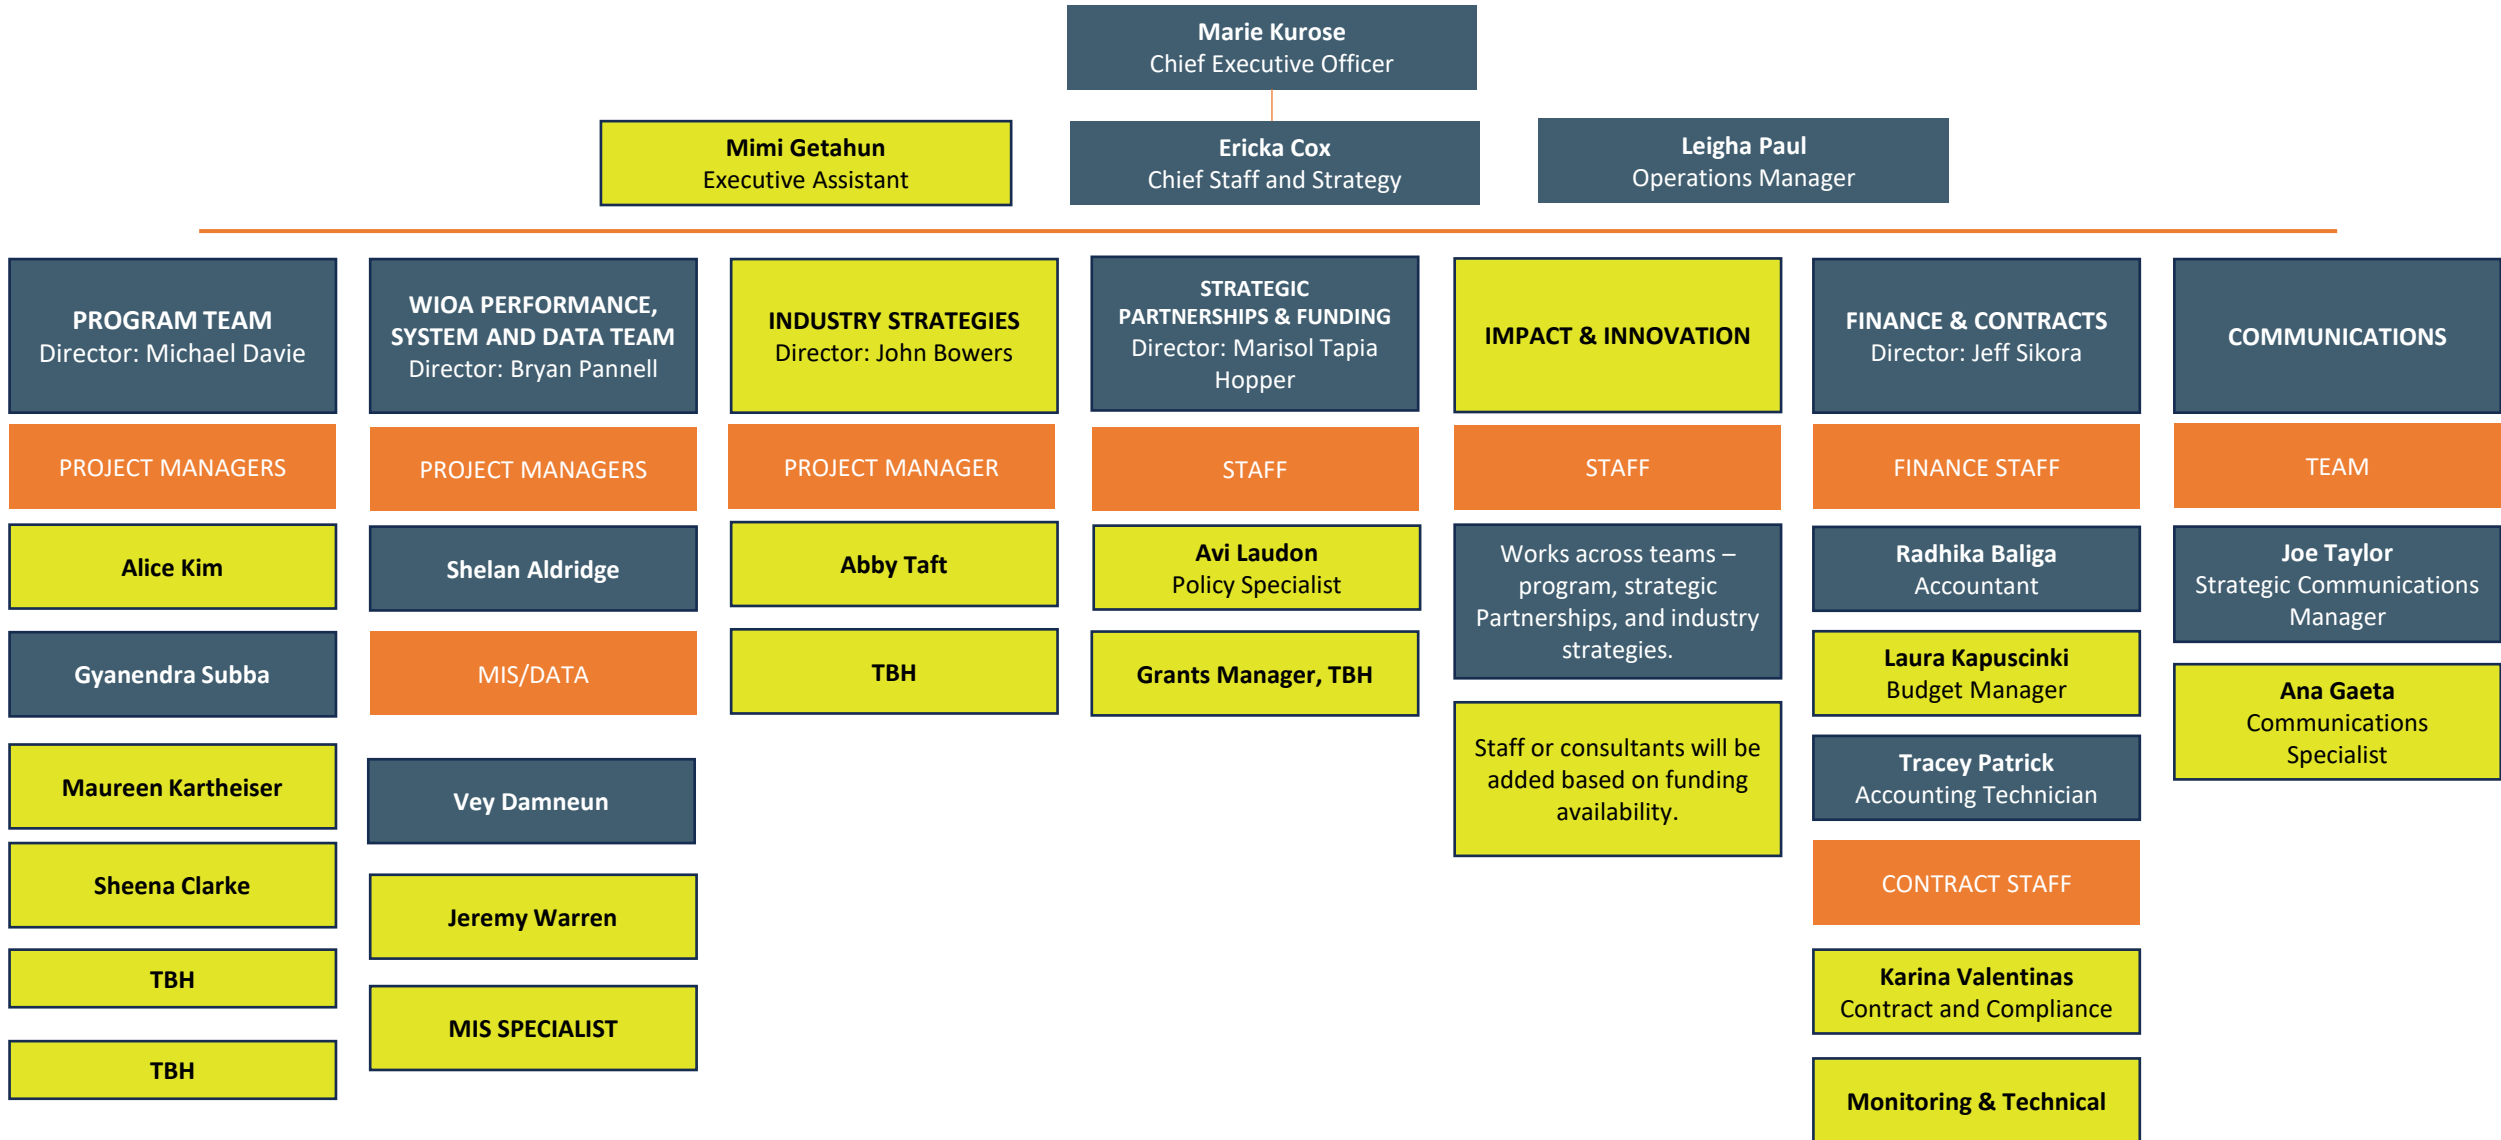 Marie Kurose
Chief Executive Officer
Mimi Getahun
Executive Assistant
Ericka Cox
Chief Staff and Strategy
Leigha Paul
Operations Manager
PROGRAM TEAM
Director: Michael Davie
PROJECT MANAGERS
Alice Kim
Gyanendra Subba
Maureen Kartheiser
Sheena Clarke
TBH
TBH
WIOA PERFORMANCE,
SYSTEM AND DATA TEAM
Director: Bryan Pannell
PROJECT MANAGERS
Shelan Aldridge
MIS/DATA
Vey Damneun
Jeremy Warren
MIS SPECIALIST
INDUSTRY STRATEGIES
Director: John Bowers
PROJECT MANAGER
Abby Taft
TBH
STRATEGIC
PARTNERSHIPS & FUNDING
Director: Marisol Tapia
Hopper
STAFF
Avi Laudon
Policy Specialist
Grants Manager, TBH
IMPACT & INNOVATION
STAFF
Works across teams –
program, strategic
Partnerships, and industry
strategies.
Staff or consultants will be
added based on funding
availability.
FINANCE & CONTRACTS
Director: Jeff Sikora
FINANCE STAFF
Radhika Baliga
Accountant
Laura Kapuscinki
Budget Manager
Tracey Patrick
Accounting Technician
CONTRACT STAFF
Karina Valentinas
Contract and Compliance
Monitoring & Technical
COMMUNICATIONS
TEAM
Joe Taylor
Strategic Communications
Manager
Ana Gaeta
Communications
Specialist